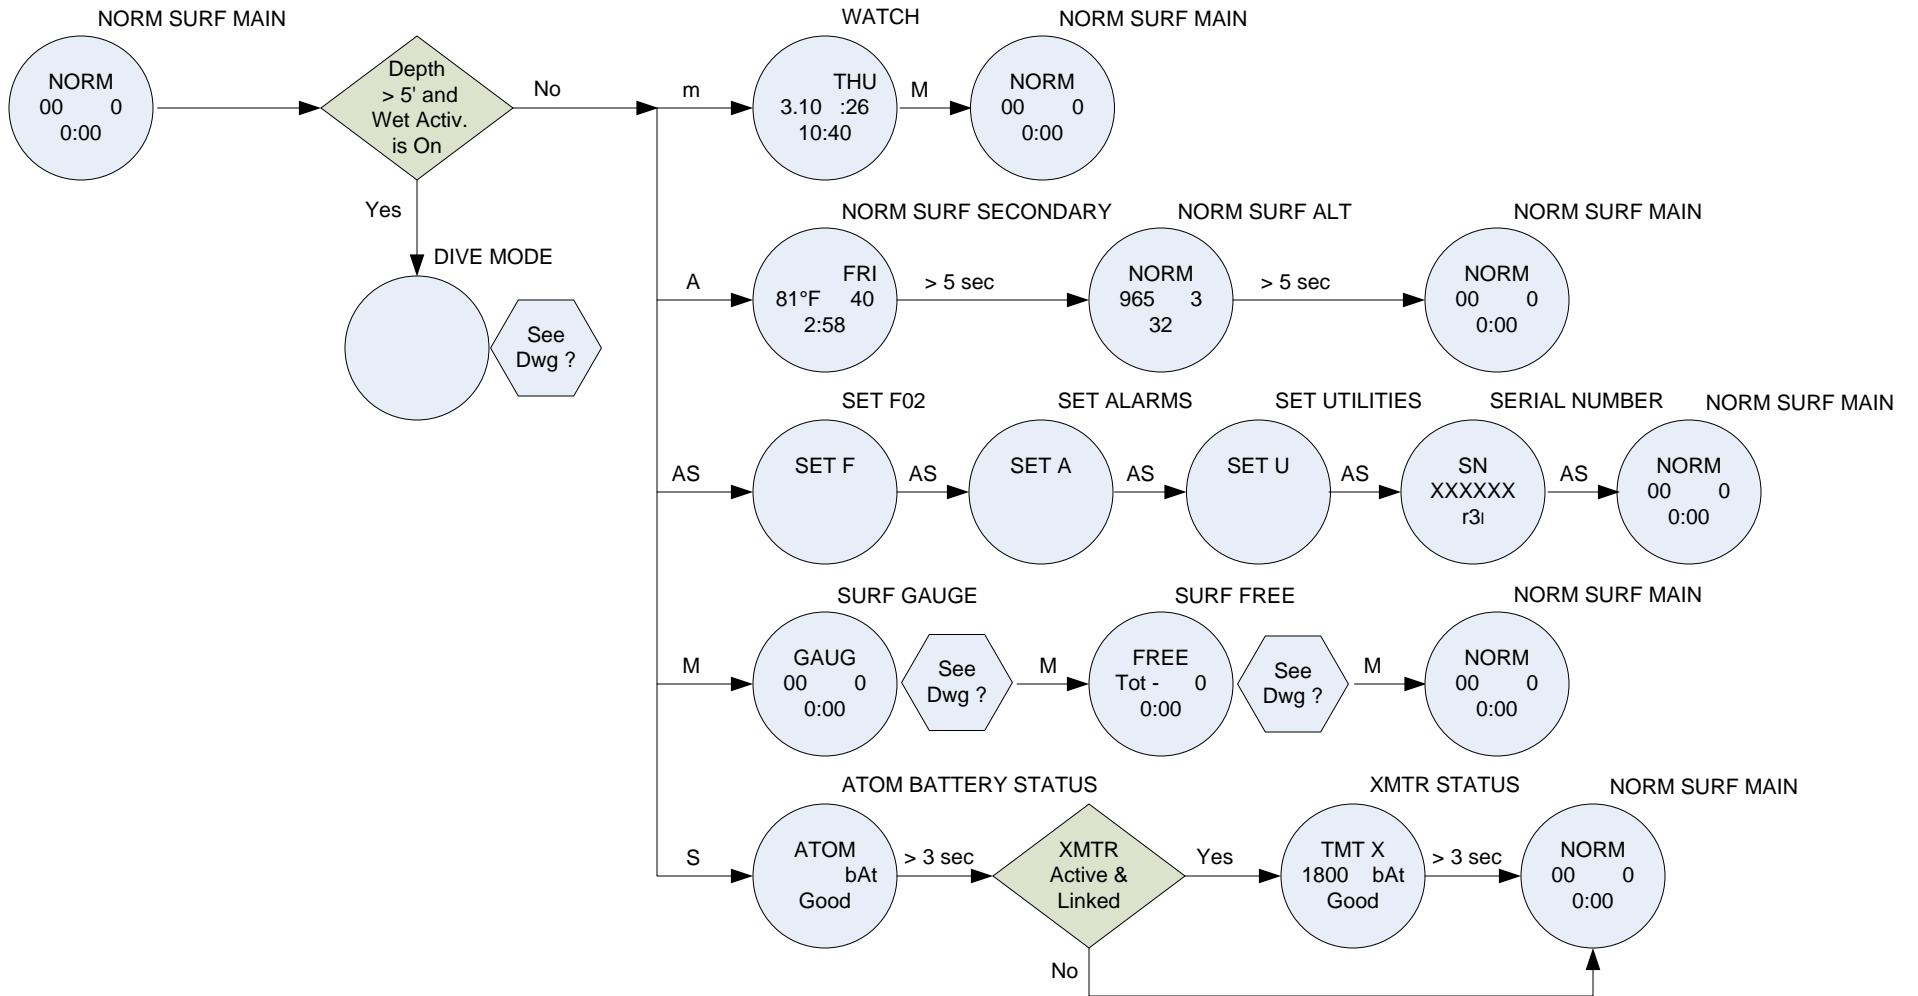 NORM SURF MAIN
NORM
00 0
0:00
Depth
> 5' and
Wet Activ.
is On
No
Yes
DIVE MODE
See
Dwg ?
m
WATCH
THU
3.10 :26
10:40
M
NORM SURF MAIN
NORM
00 0
0:00
A
NORM SURF SECONDARY
FRI
81°F 40
2:58
> 5 sec
NORM SURF ALT
NORM
965 3
32
> 5 sec
NORM SURF MAIN
NORM
00 0
0:00
AS
SET F02
SET F
AS
SET ALARMS
SET A
AS
SET UTILITIES
SET U
AS
SERIAL NUMBER
SN
XXXXXX
r3I
AS
NORM SURF MAIN
NORM
00 0
0:00
M
SURF GAUGE
GAUG
00 0
0:00
See
Dwg ?
M
SURF FREE
FREE
Tot - 0
0:00
See
Dwg ?
M
NORM SURF MAIN
NORM
00 0
0:00
S
ATOM BATTERY STATUS
ATOM
bAt
Good
> 3 sec
XMTR
Active &
Linked
Yes
No
XMTR STATUS
TMT X
1800 bAt
Good
> 3 sec
NORM SURF MAIN
NORM
00 0
0:00